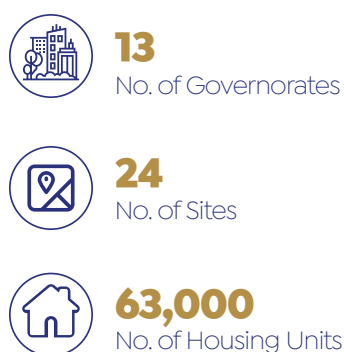 13
No. of Governorates
24
No. of Sites
63,000
No. of Housing Units